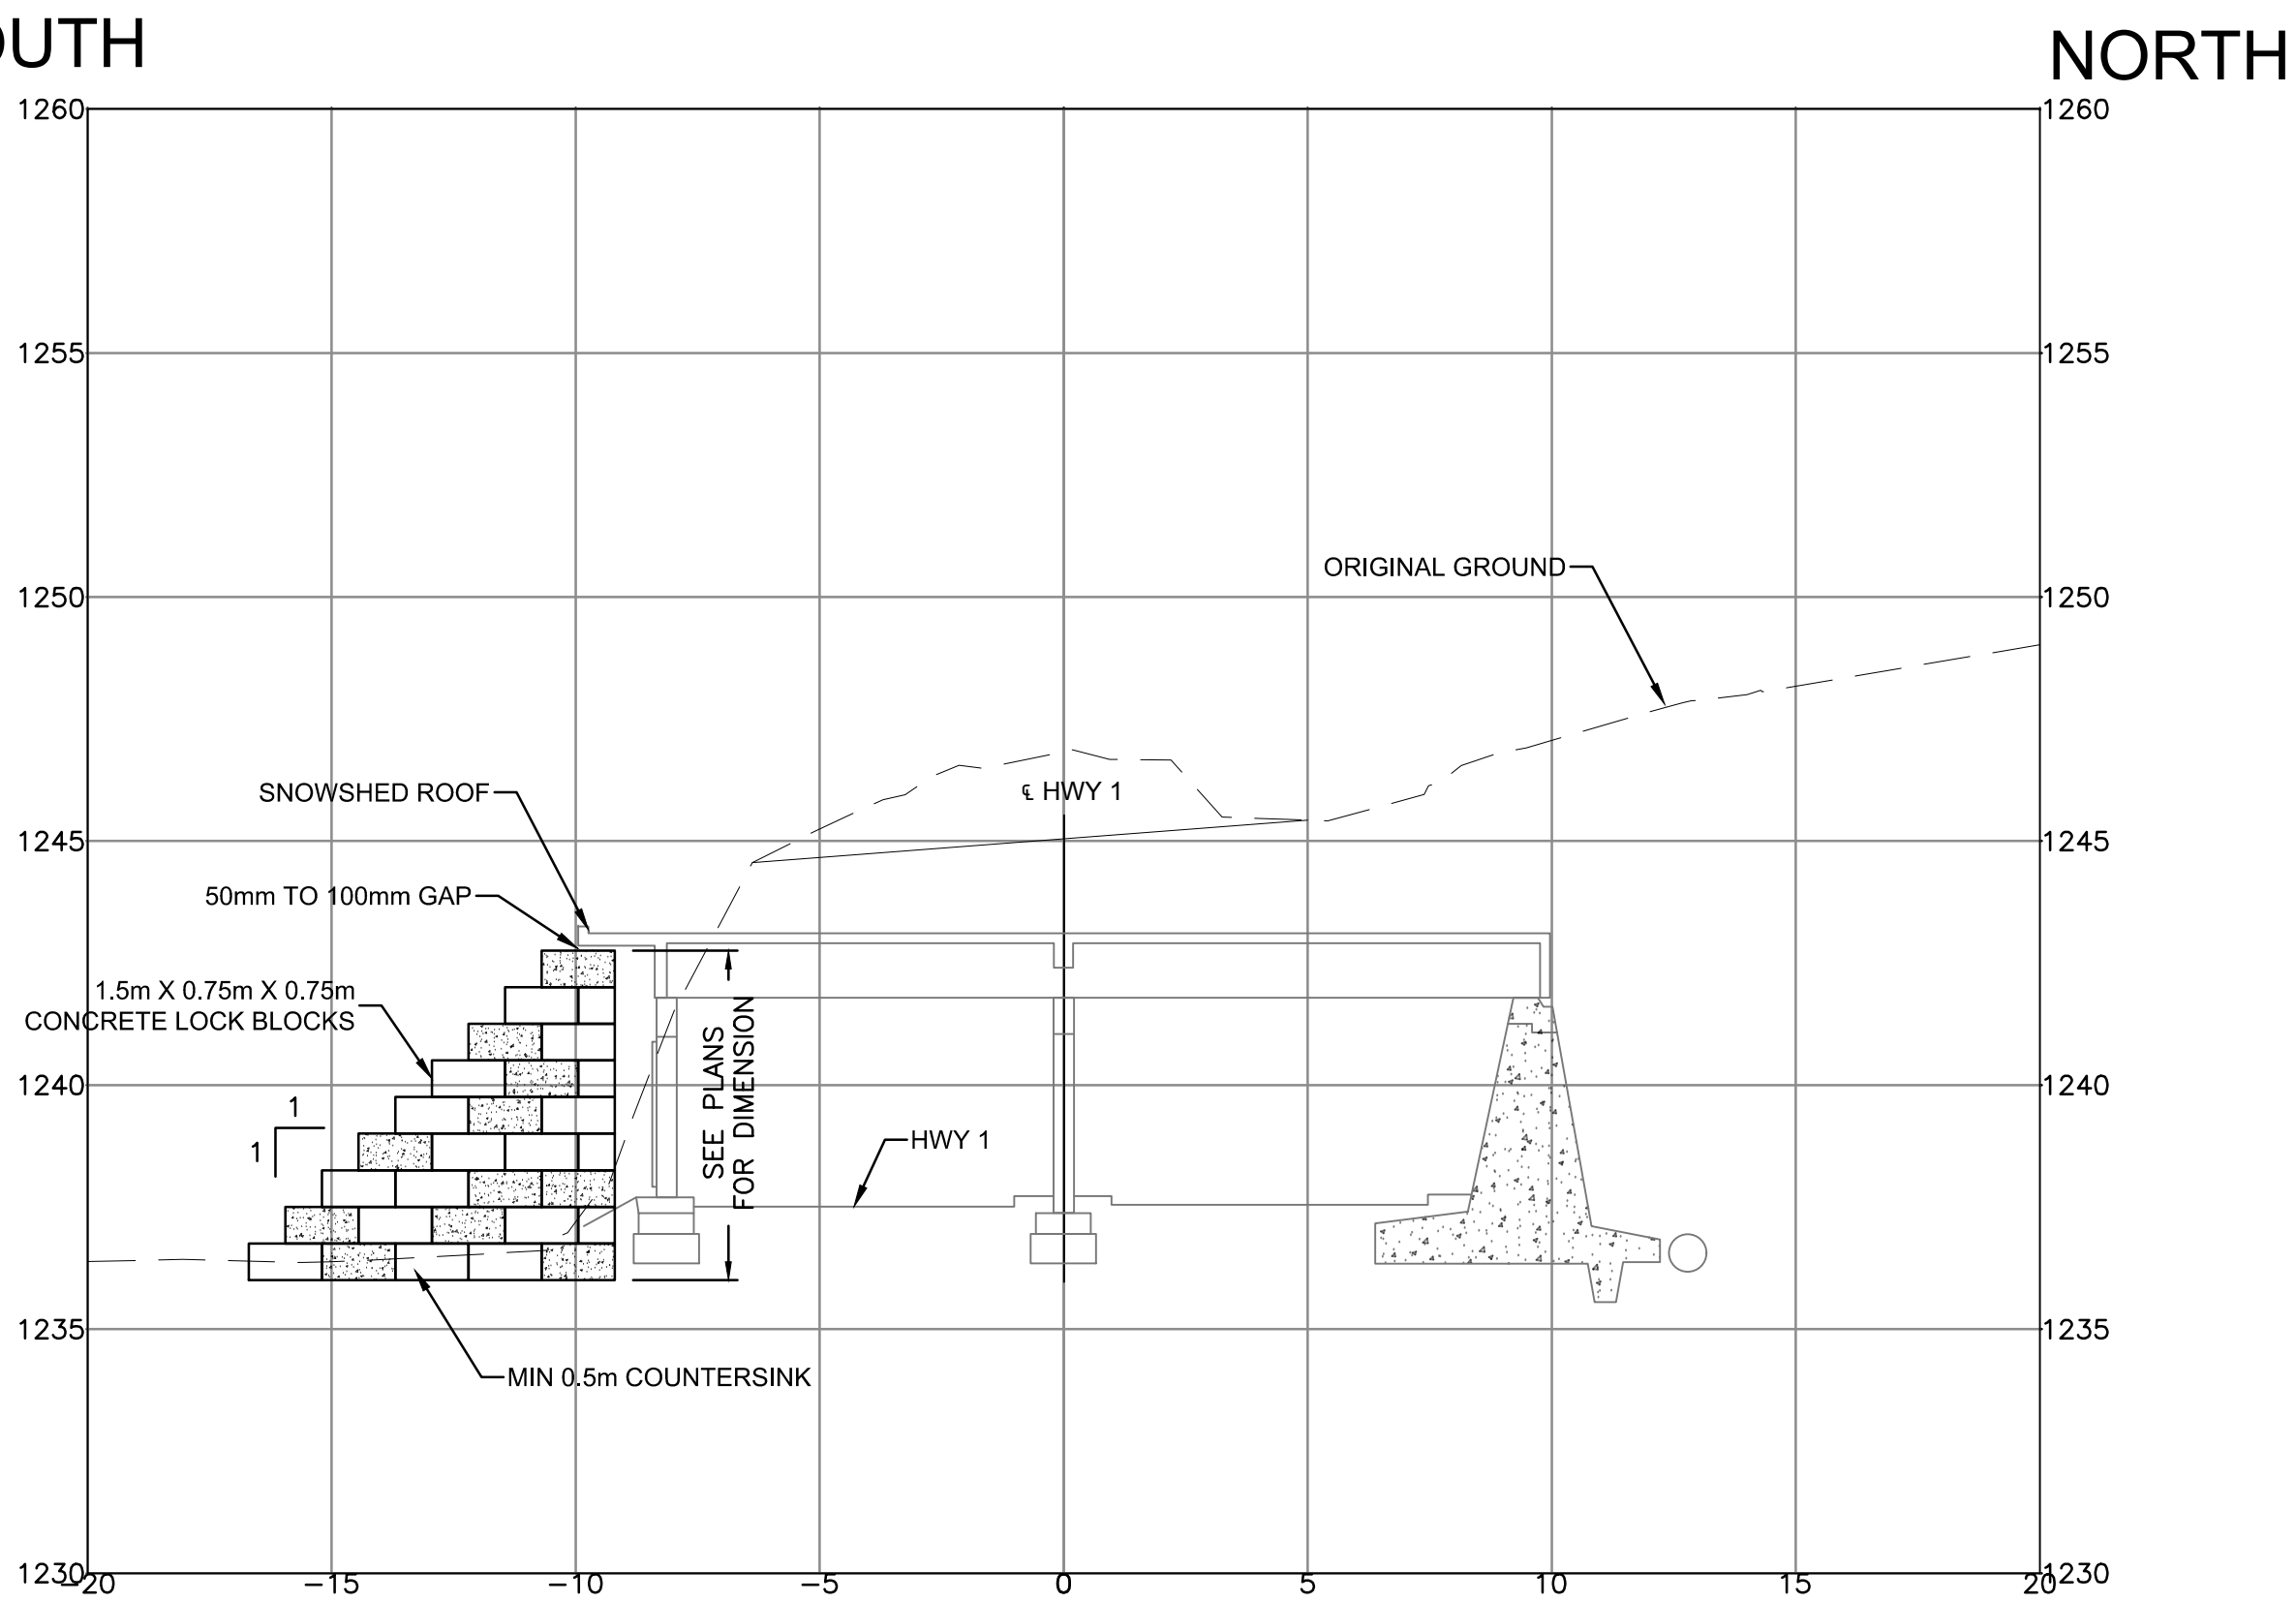 OUTH
NORTH
1260
1260
1255
1255
ORIGINAL GROUND
1250
1250
SNOWSHED ROOF
℄ HWY 1
1245
1245
50mm TO 100mm GAP
1.5m X 0.75m X 0.75m
CONCRETE LOCK BLOCKS
SEE PLANS
FOR DIMENSION
1240
1240
1
1
HWY 1
1235
1235
MIN 0.5m COUNTERSINK
1230
1230
-20
-15
-10
-5
0
5
10
15
20